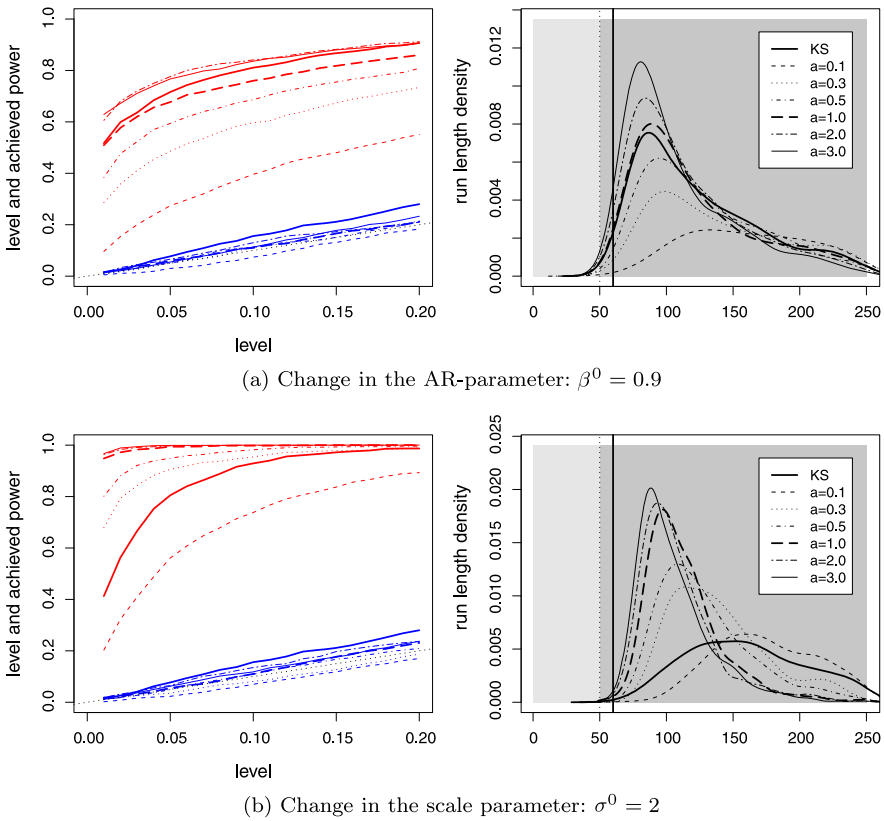 level and achieved power
0.0 0.2 0.4 0.6 0.8 1.0
0.00 0.05 0.10 0.15 0.20
level
run length density
0.000 0.004 0.008 0.012
0 50 100 150 200 250
KS
a=0.1
a=0.3
a=0.5
a=1.0
a=2.0
a=3.0
(a) Change in the AR-parameter: β⁰ = 0.9
level and achieved power
0.0 0.2 0.4 0.6 0.8 1.0
0.00 0.05 0.10 0.15 0.20
level
run length density
0.000 0.005 0.010 0.015 0.020 0.025
0 50 100 150 200 250
KS
a=0.1
a=0.3
a=0.5
a=1.0
a=2.0
a=3.0
(b) Change in the scale parameter: σ⁰ = 2